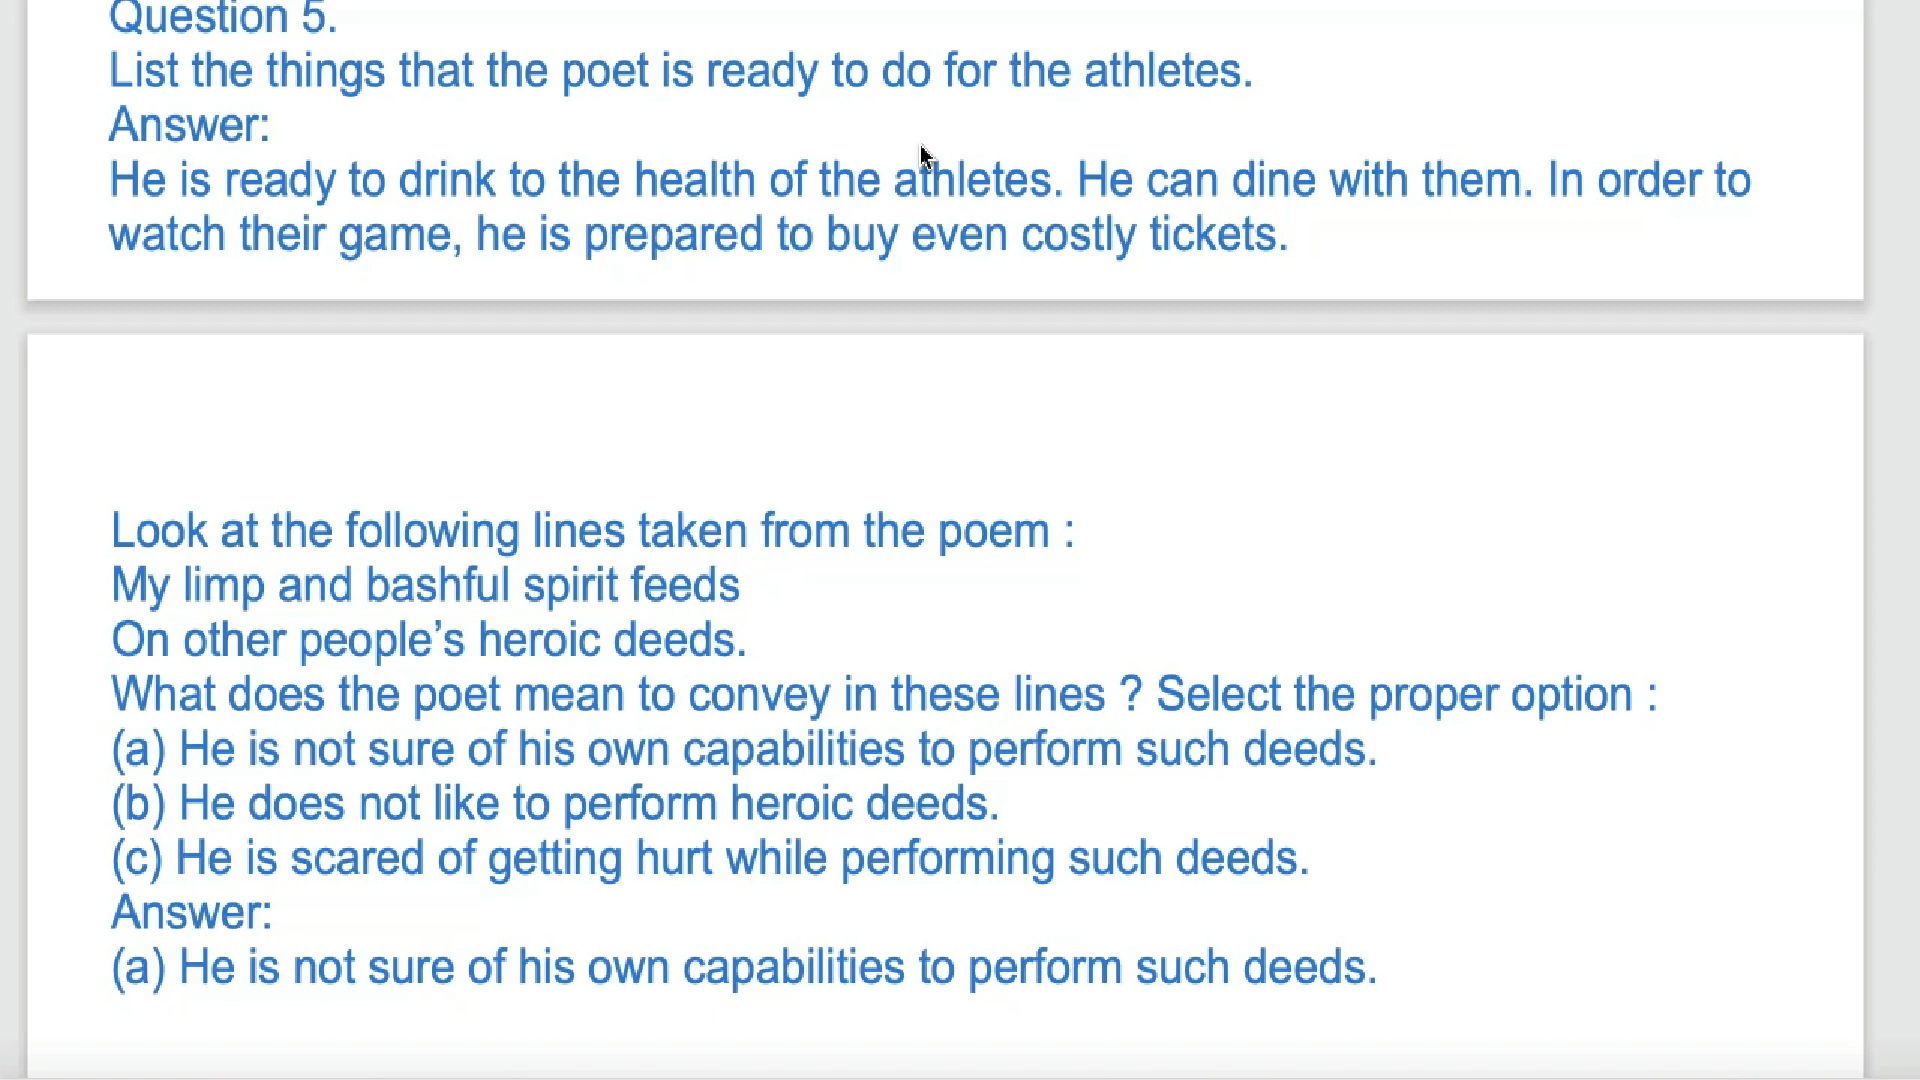 Question 5.
List the things that the poet is ready to do for the athletes.
Answer:
He is ready to drink to the health of the athletes. He can dine with them. In order to
watch their game, he is prepared to buy even costly tickets.
Look at the following lines taken from the poem :
My limp and bashful spirit feeds
On other people’s heroic deeds.
What does the poet mean to convey in these lines ? Select the proper option :
(a) He is not sure of his own capabilities to perform such deeds.
(b) He does not like to perform heroic deeds.
(c) He is scared of getting hurt while performing such deeds.
Answer:
(a) He is not sure of his own capabilities to perform such deeds.